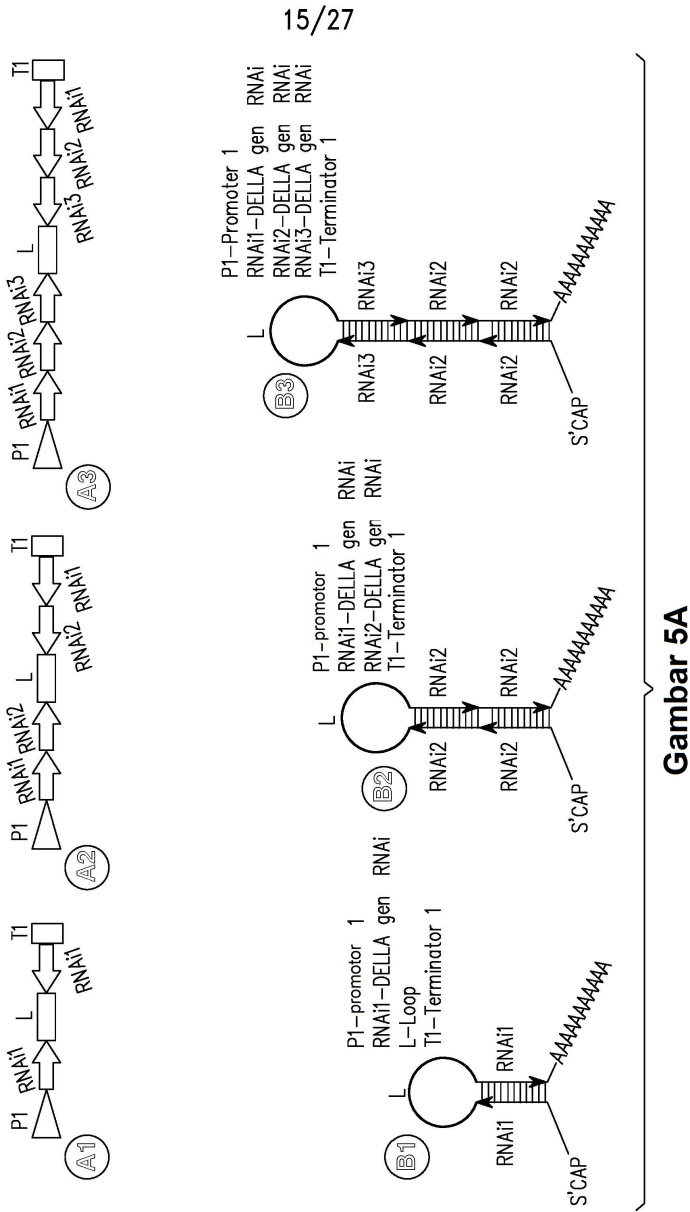 15/27
P1
RNAi1
L
RNAi1
T1
A1
P1
RNAi1
RNAi2
L
RNAi2
RNAi1
T1
A2
P1
RNAi1
RNAi2
RNAi3
L
RNAi3
RNAi2
RNAi1
T1
A3
B1
L
P1-promotor 1
RNAi1-DELLA gen RNAi
L-Loop
T1-Terminator 1
RNAi1
RNAi1
S'CAP
AAAAAAAAAAA
B2
L
P1-promotor 1
RNAi1-DELLA gen RNAi
RNAi2-DELLA gen RNAi
T1-Terminator 1
RNAi2
RNAi2
RNAi2
RNAi2
S'CAP
AAAAAAAAAAA
B3
L
P1-Promoter 1
RNAi1-DELLA gen RNAi
RNAi2-DELLA gen RNAi
RNAi3-DELLA gen RNAi
T1-Terminator 1
RNAi3
RNAi3
RNAi2
RNAi2
RNAi2
RNAi2
S'CAP
AAAAAAAAAAA
Gambar 5A